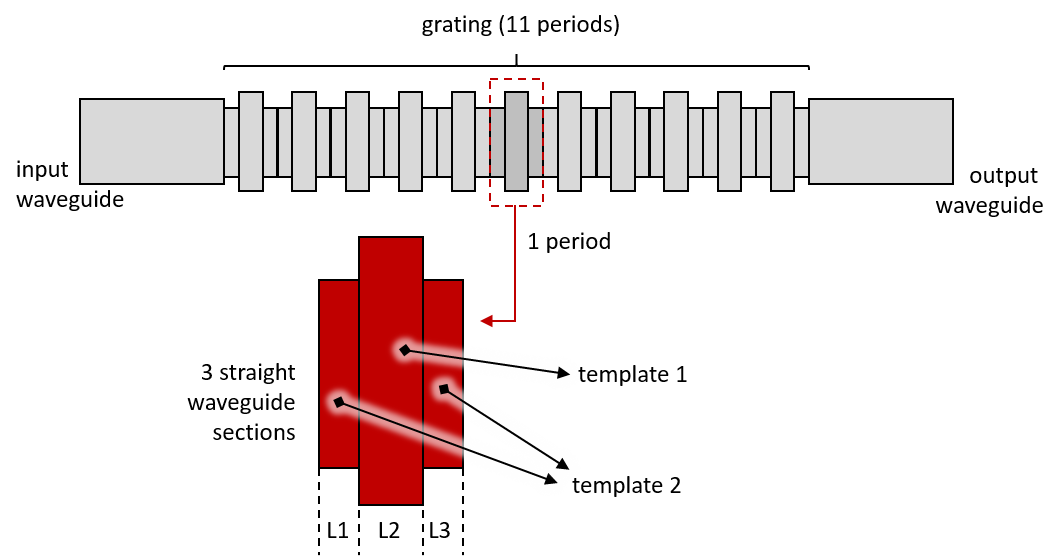 grating (11 periods)
input
waveguide
output
waveguide
1 period
3 straight
waveguide
sections
template 1
template 2
L1
L2
L3